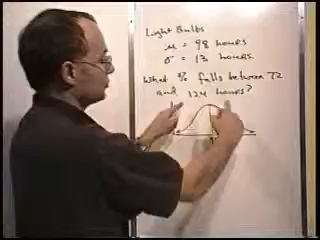 Light Bulbs
μ = 98 hours
σ = 13 hours.
What % falls between 72
and 124 hours?